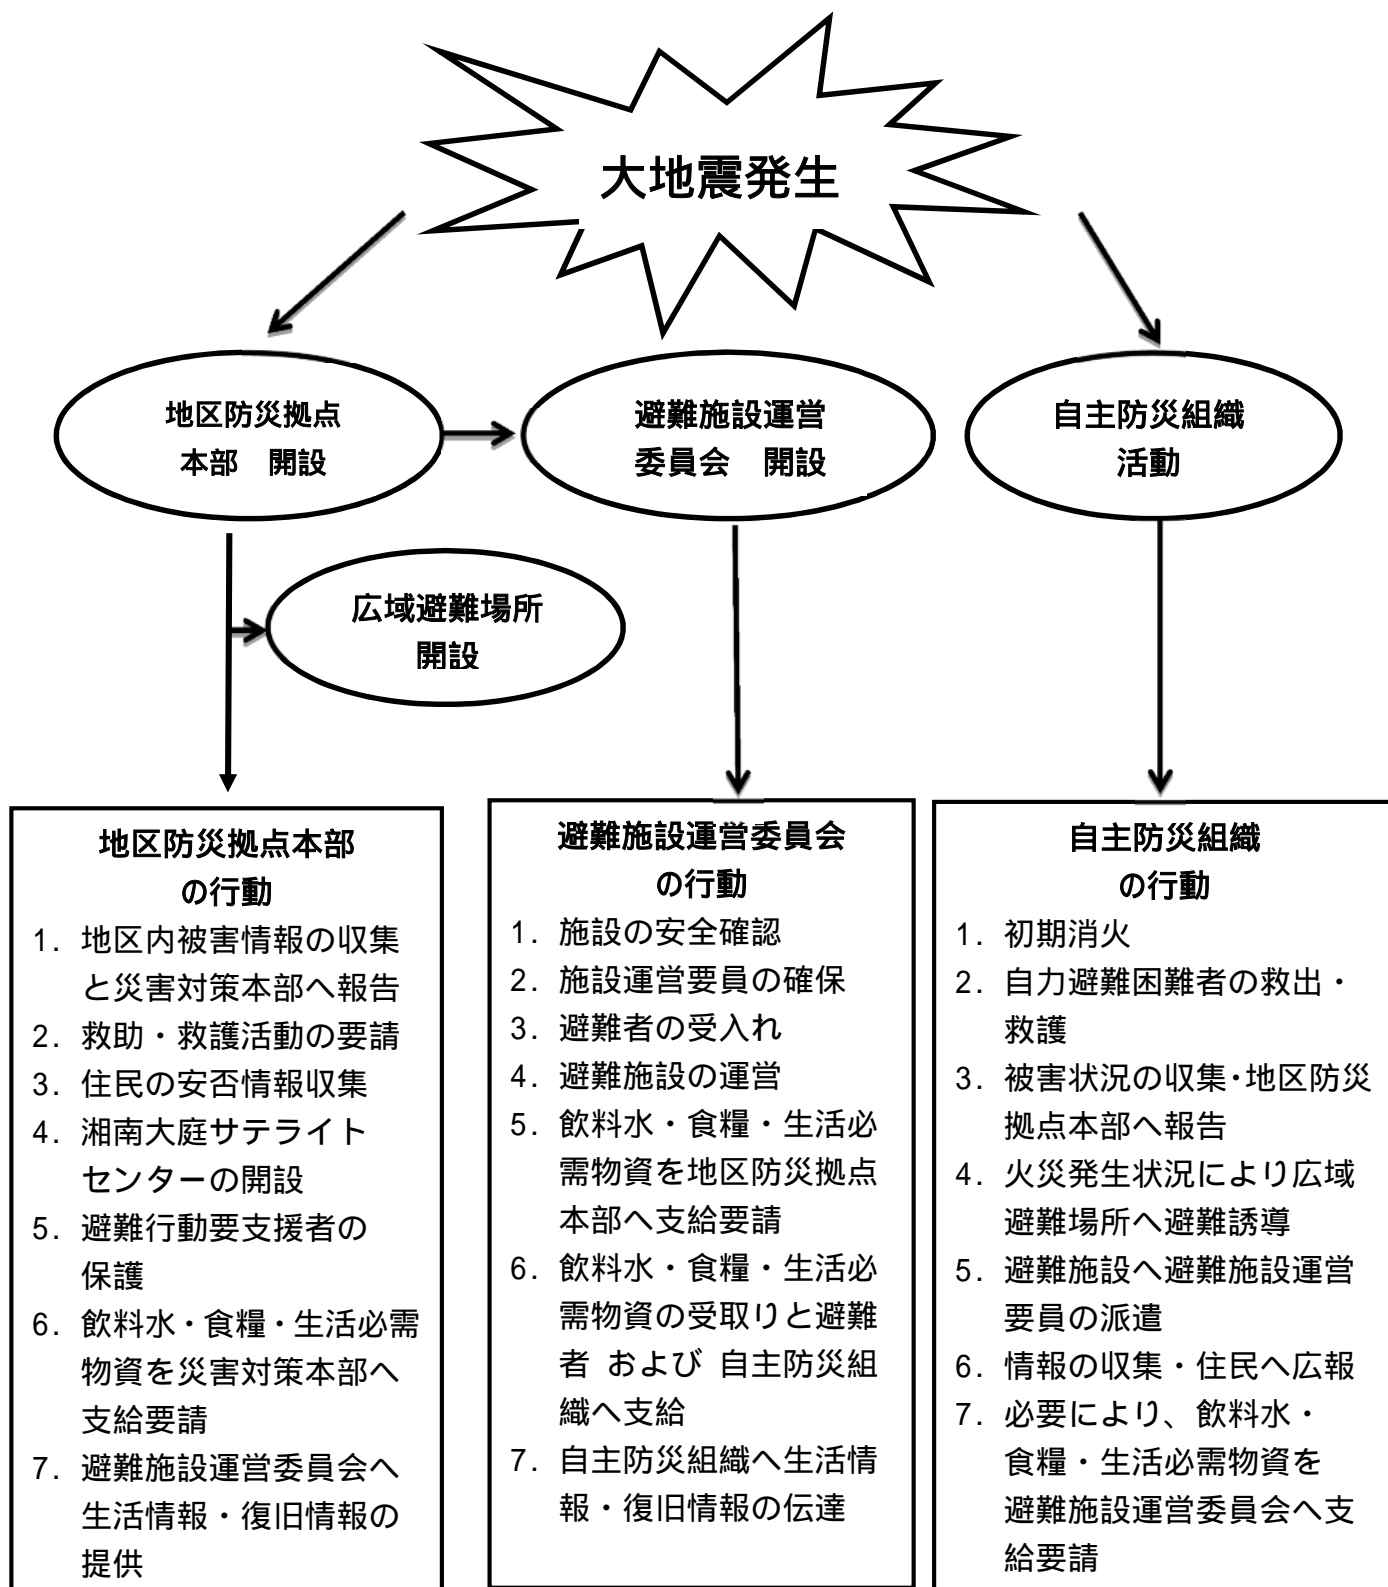 大地震発生
地区防災拠点
本部　開設
避難施設運営
委員会　開設
自主防災組織
活動
広域避難場所
開設
地区防災拠点本部
の行動
1. 地区内被害情報の収集
と災害対策本部へ報告
2. 救助・救護活動の要請
3. 住民の安否情報収集
4. 湘南大庭サテライト
センターの開設
5. 避難行動要支援者の
保護
6. 飲料水・食糧・生活必需
物資を災害対策本部へ
支給要請
7. 避難施設運営委員会へ
生活情報・復旧情報の
提供
避難施設運営委員会
の行動
1. 施設の安全確認
2. 施設運営要員の確保
3. 避難者の受入れ
4. 避難施設の運営
5. 飲料水・食糧・生活必
需物資を地区防災拠点
本部へ支給要請
6. 飲料水・食糧・生活必
需物資の受取りと避難
者 および 自主防災組
織へ支給
7. 自主防災組織へ生活情
報・復旧情報の伝達
自主防災組織
の行動
1. 初期消火
2. 自力避難困難者の救出・
救護
3. 被害状況の収集・地区防災
拠点本部へ報告
4. 火災発生状況により広域
避難場所へ避難誘導
5. 避難施設へ避難施設運営
要員の派遣
6. 情報の収集・住民へ広報
7. 必要により、飲料水・
食糧・生活必需物資を
避難施設運営委員会へ支
給要請